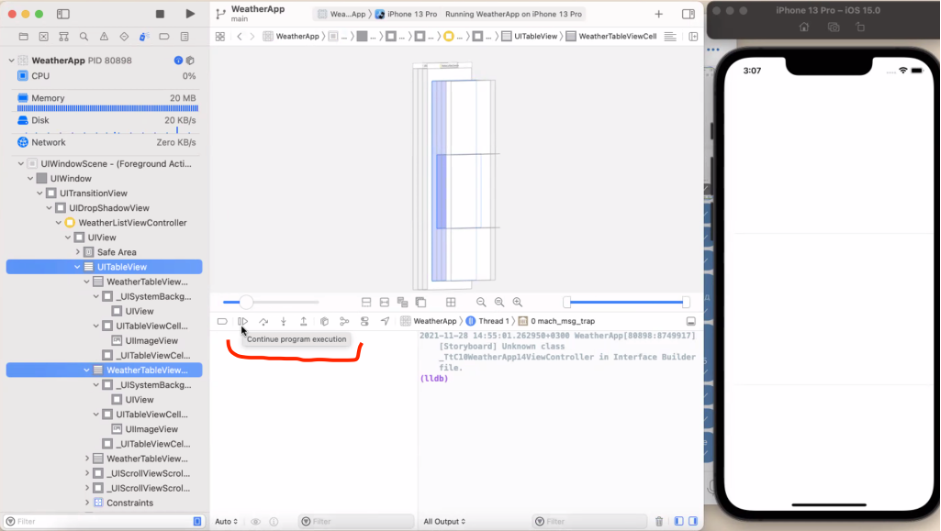 WeatherApp
main
Wea...App 〉 iPhone 13 Pro
Running WeatherApp on iPhone 13 Pro
WeatherApp 〉 ... 〉 ... 〉 ... 〉 ... 〉 ... 〉 ... 〉 UITableView 〉 WeatherTableViewCell
WeatherApp PID 80898
CPU 0%
Memory 20 MB
Disk 20 KB/s
Network Zero KB/s
UIWindowScene - (Foreground Acti...
UIWindow
UITransitionView
UIDropShadowView
WeatherListViewController
UIView
Safe Area
UITableView
WeatherTableView...
_UISystemBackg...
UIView
UITableViewCell...
UIImageView
_UITableViewCel...
WeatherTableView...
_UISystemBackg...
UIView
UITableViewCell...
UIImageView
_UITableViewCel...
WeatherTableView...
_UIScrollViewScrol...
_UIScrollViewScrol...
Constraints
Filter
WeatherApp 〉 Thread 1 〉 0 mach_msg_trap
Continue program execution
2021-11-28 14:55:01.262950+0300 WeatherApp[80898:8749917]
[Storyboard] Unknown class
_TtC10WeatherApp14ViewController in Interface Builder
file.
(lldb)
Auto
Filter
All Output
Filter
iPhone 13 Pro – iOS 15.0
3:07